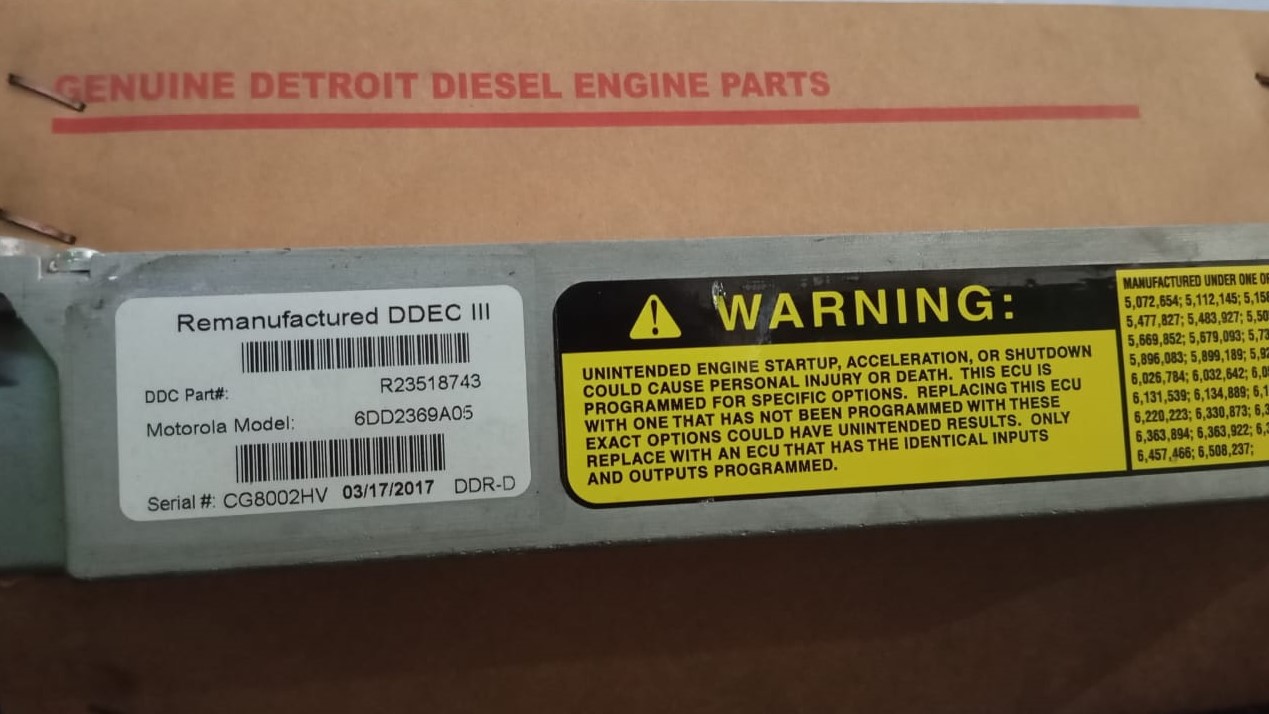 GENUINE DETROIT DIESEL ENGINE PARTS
Remanufactured DDEC III
DDC Part#: R23518743
Motorola Model: 6DD2369A05
Serial #: CG8002HV 03/17/2017 DDR-D
WARNING:
UNINTENDED ENGINE STARTUP, ACCELERATION, OR SHUTDOWN
COULD CAUSE PERSONAL INJURY OR DEATH. THIS ECU IS
PROGRAMMED FOR SPECIFIC OPTIONS. REPLACING THIS ECU
WITH ONE THAT HAS NOT BEEN PROGRAMMED WITH THESE
EXACT OPTIONS COULD HAVE UNINTENDED RESULTS. ONLY
REPLACE WITH AN ECU THAT HAS THE IDENTICAL INPUTS
AND OUTPUTS PROGRAMMED.
MANUFACTURED UNDER ONE
5,072,654; 5,112,145;
5,477,827; 5,483,927;
5,669,852; 5,679,093;
5,896,083; 5,899,189;
6,026,784; 6,032,642;
6,131,539; 6,134,889;
6,220,223; 6,330,873;
6,363,894; 6,363,922;
6,457,466; 6,508,237;